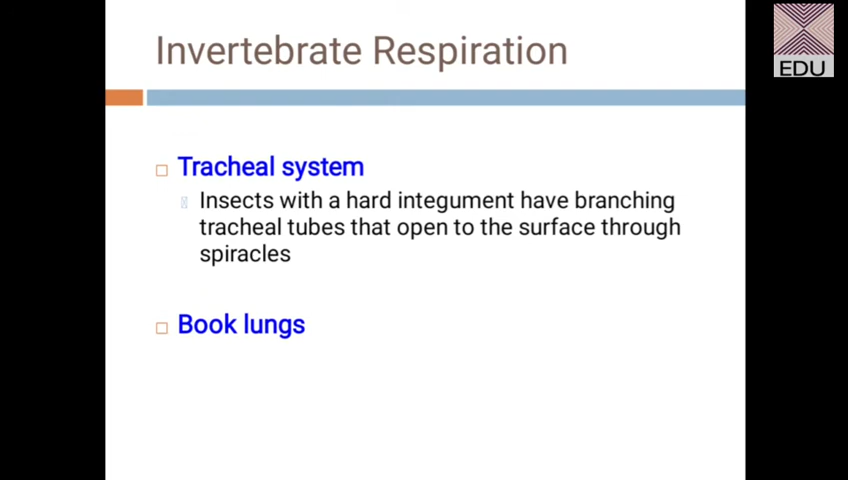 Invertebrate Respiration
EDU
Tracheal system
Insects with a hard integument have branching
tracheal tubes that open to the surface through
spiracles
Book lungs